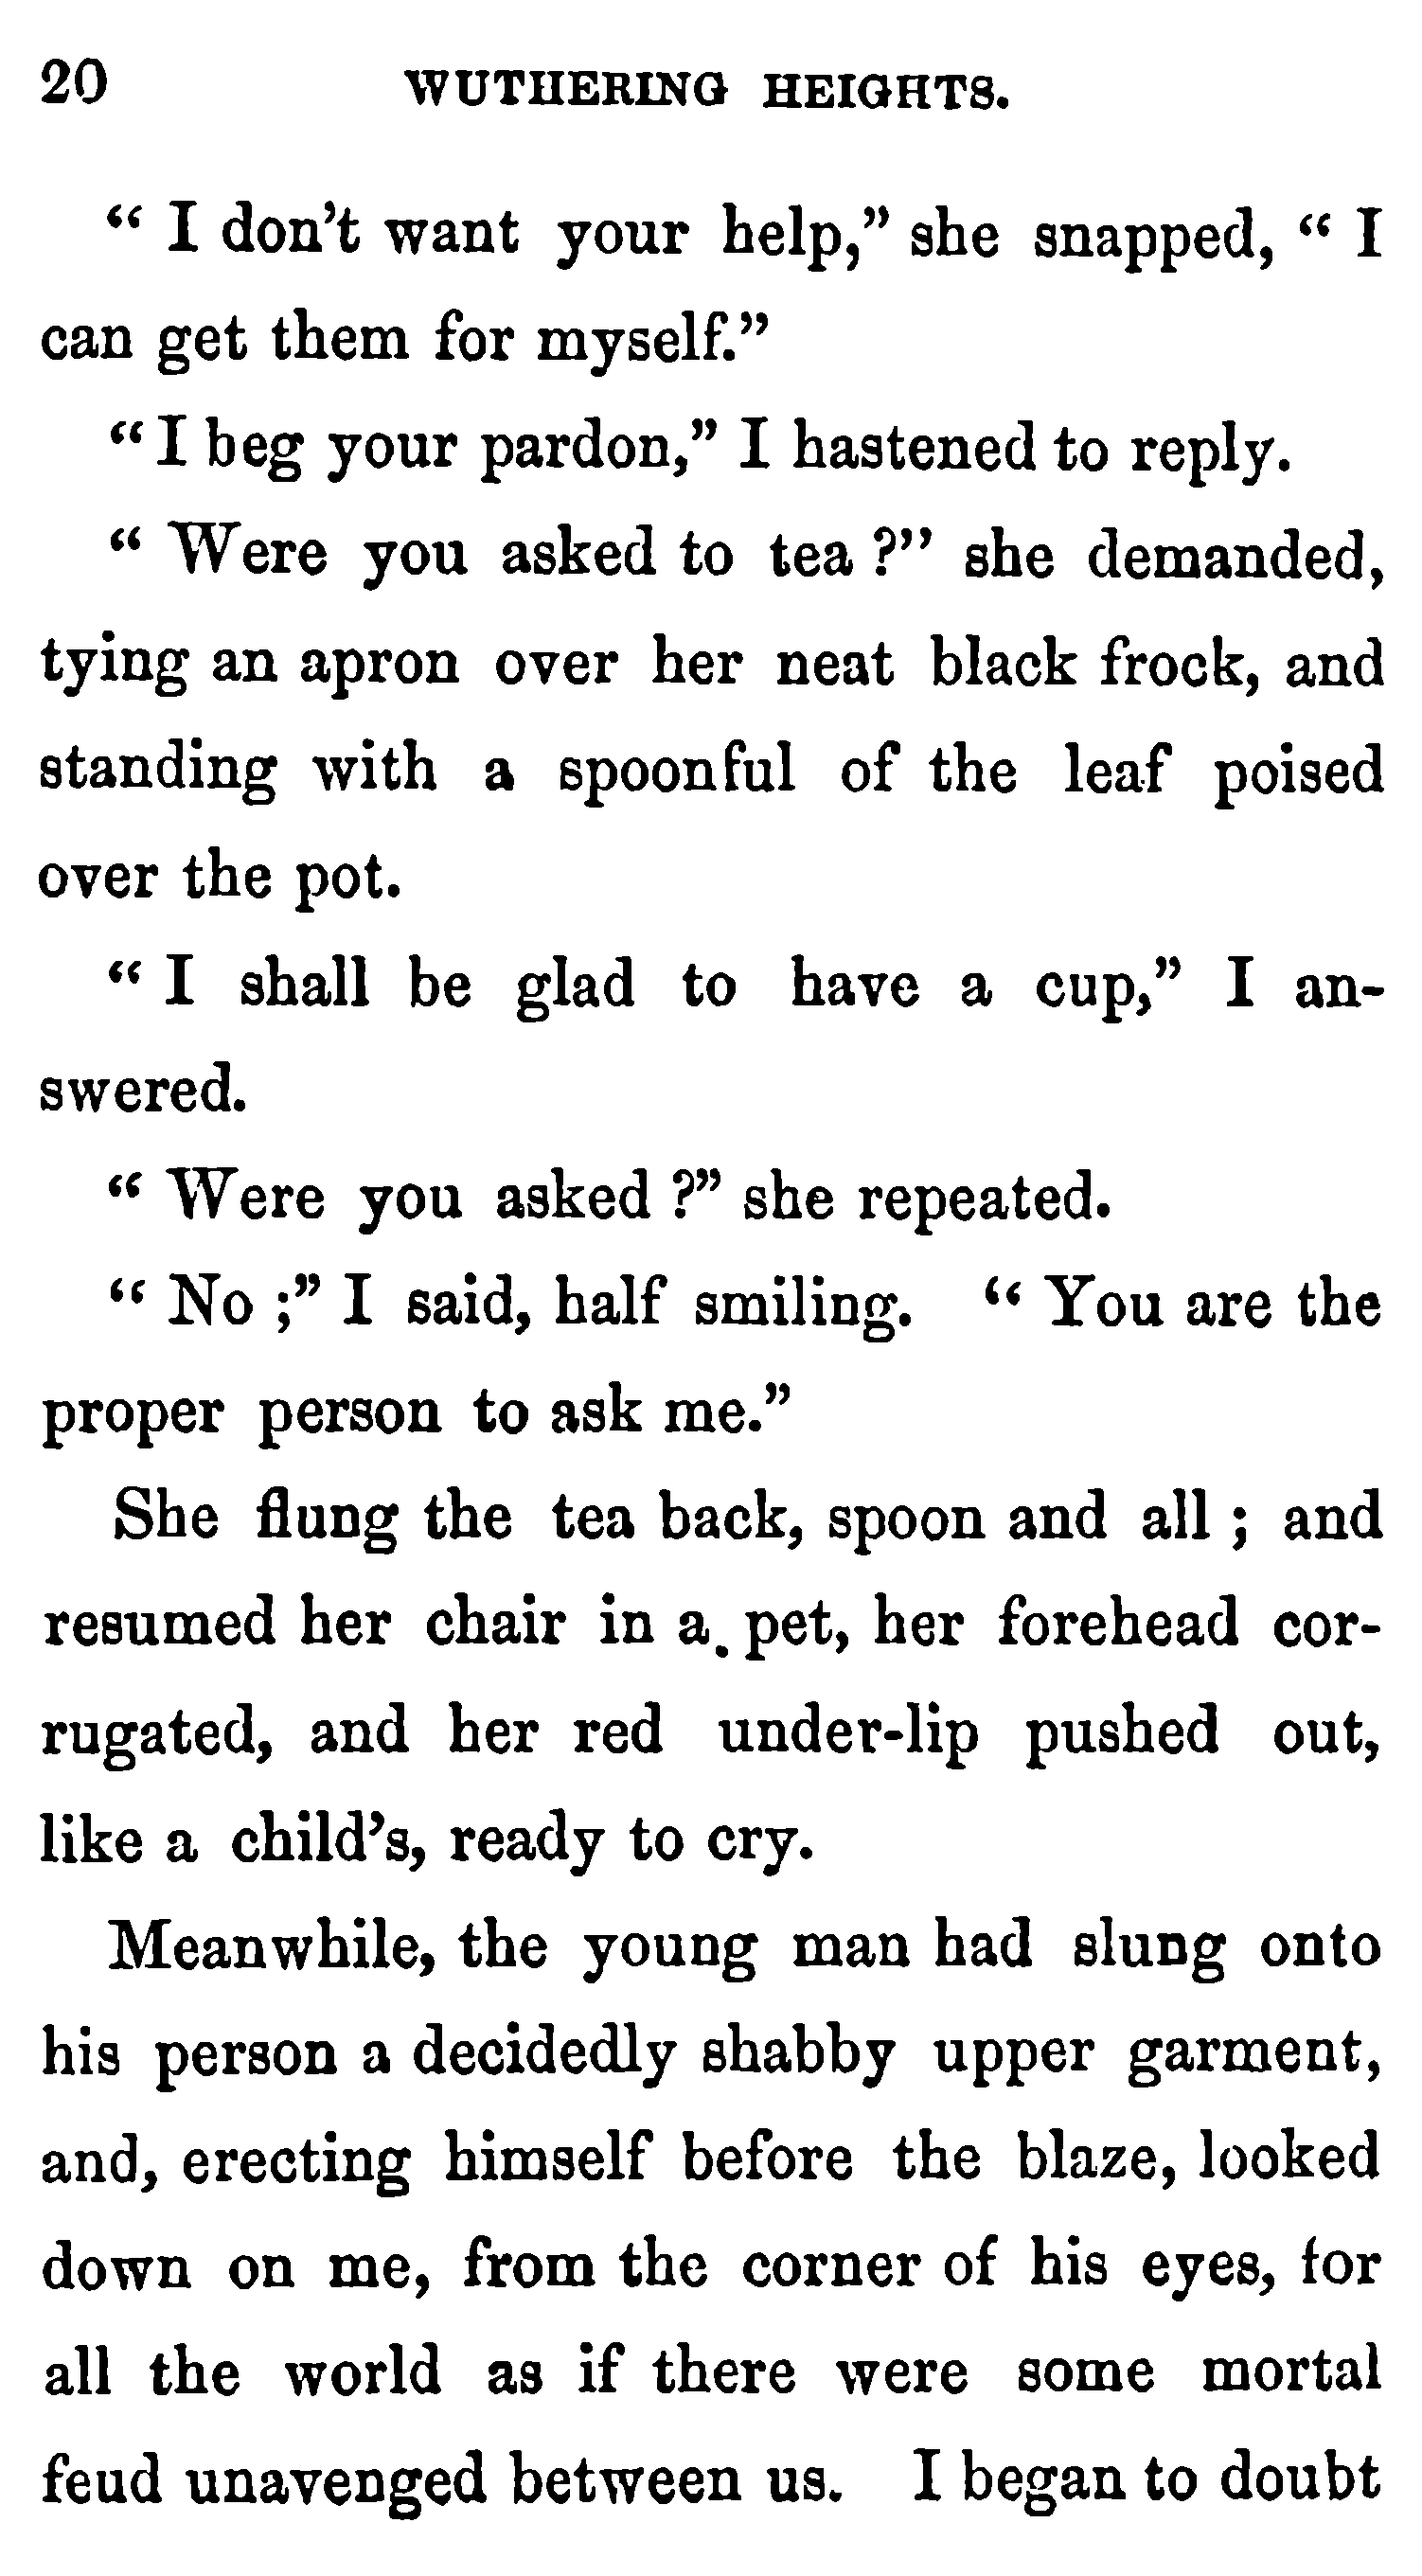 20 WUTHERING HEIGHTS.
“ I don’t want your help,” she snapped, “ I
can get them for myself.”
“ I beg your pardon,” I hastened to reply.
“ Were you asked to tea ?” she demanded,
tying an apron over her neat black frock, and
standing with a spoonful of the leaf poised
over the pot.
“ I shall be glad to have a cup,” I an-
swered.
“ Were you asked ?” she repeated.
“ No ;” I said, half smiling. “ You are the
proper person to ask me.”
She flung the tea back, spoon and all ; and
resumed her chair in a pet, her forehead cor-
rugated, and her red under-lip pushed out,
like a child’s, ready to cry.
Meanwhile, the young man had slung onto
his person a decidedly shabby upper garment,
and, erecting himself before the blaze, looked
down on me, from the corner of his eyes, for
all the world as if there were some mortal
feud unavenged between us. I began to doubt